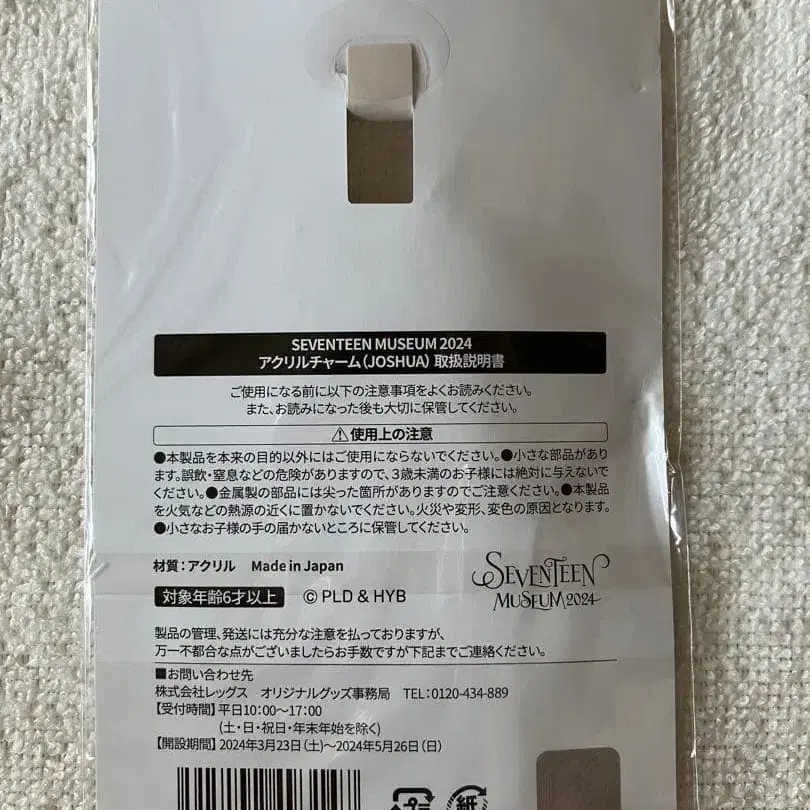 SEVENTEEN MUSEUM 2024
アクリルチャーム(JOSHUA) 取扱説明書
ご使用になる前に以下の注意事項をよくお読みください。
また、お読みになった後も大切に保管してください。
⚠使用上の注意
●本製品を本来の目的以外にはご使用にならないでください。●小さな部品があり
ます。誤飲・窒息などの危険がありますので、3歳未満のお子様には絶対に与えないで
ください。●金属製の部品には尖った箇所がありますのでご注意ください。●本製品
を火気などの熱源の近くに置かないでください。火災や変形、変色の原因となります。
●小さなお子様の手の届かないところに保管してください。
材質:アクリル Made in Japan
対象年齢6才以上 ©PLD & HYB
SEVENTEEN
MUSEUM 2024
製品の管理、発送には充分な注意を払っておりますが、
万一不都合な点がございましたらお手数ですが下記までご連絡ください。
■お問い合わせ先
株式会社レッグス オリジナルグッズ事務局 TEL:0120-434-889
【受付時間】平日10:00~17:00
(土・日・祝日・年末年始を除く)
【開設期間】2024年3月23日(土)~2024年5月26日(日)
プラ
紙